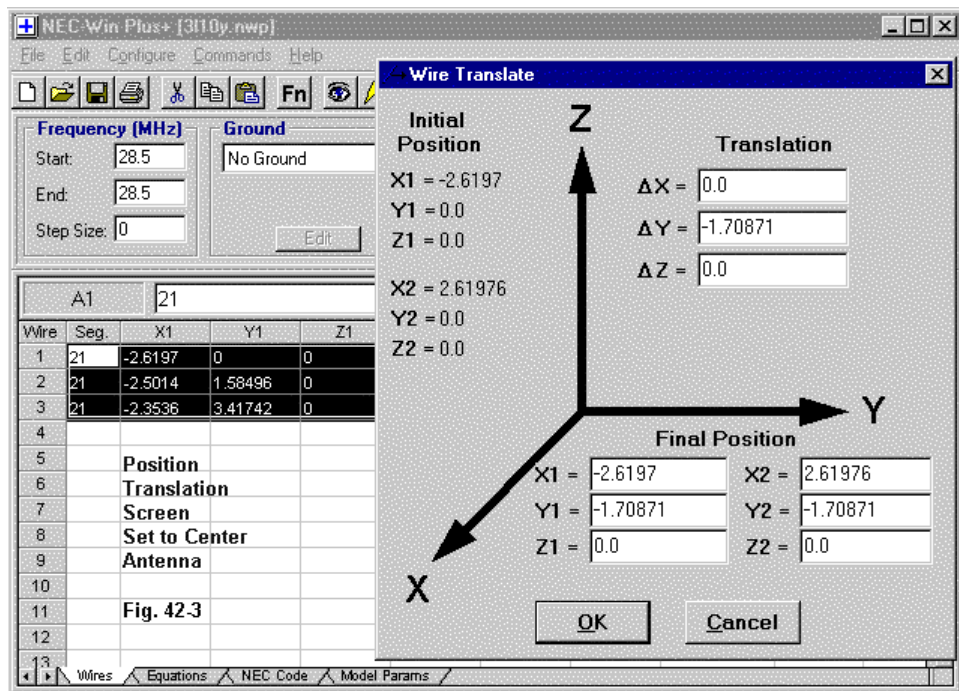 NEC-Win Plus+ [3l10y.nwp]
File Edit Configure Commands Help
Fn
Frequency (MHz)
Start: 28.5
End: 28.5
Step Size: 0
Ground
No Ground
Edit
A1 21
Wire Seg. X1 Y1 Z1
1 21 -2.6197 0 0
2 21 -2.5014 1.58496 0
3 21 -2.3536 3.41742 0
4
5 Position
6 Translation
7 Screen
8 Set to Center
9 Antenna
10
11 Fig. 42-3
12
13
Wires Equations NEC Code Model Params
Wire Translate
Initial
Position
X1 = -2.6197
Y1 = 0.0
Z1 = 0.0
X2 = 2.61976
Y2 = 0.0
Z2 = 0.0
Z
Translation
ΔX = 0.0
ΔY = -1.70871
ΔZ = 0.0
Y
X
Final Position
X1 = -2.6197 X2 = 2.61976
Y1 = -1.70871 Y2 = -1.70871
Z1 = 0.0 Z2 = 0.0
OK Cancel